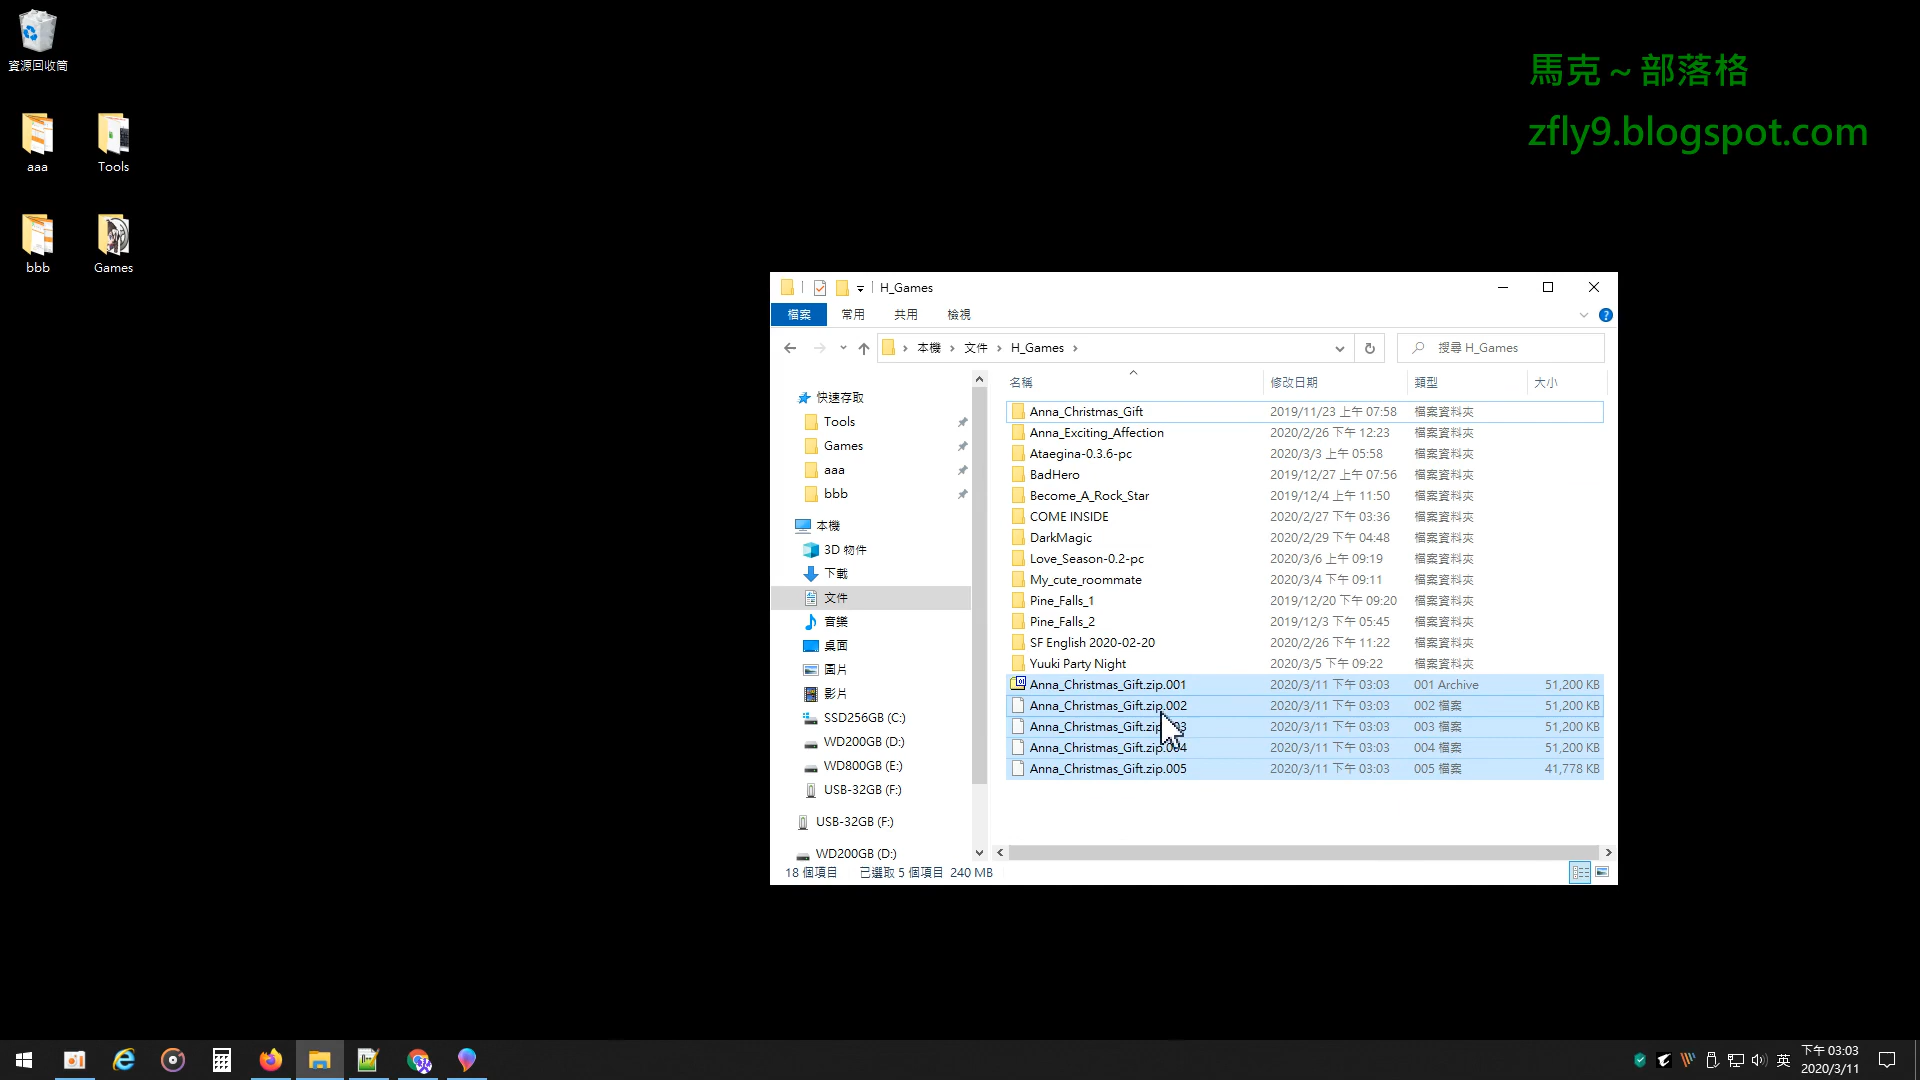 資源回收筒
aaa
Tools
bbb
Games
馬克～部落格
zfly9.blogspot.com
H_Games
檔案
常用
共用
檢視
本機
文件
H_Games
搜尋 H_Games
名稱
修改日期
類型
大小
快速存取
Tools
Games
aaa
bbb
本機
3D 物件
下載
文件
音樂
桌面
圖片
影片
SSD256GB (C:)
WD200GB (D:)
WD800GB (E:)
USB-32GB (F:)
USB-32GB (F:)
WD200GB (D:)
Anna_Christmas_Gift 2019/11/23 上午 07:58 檔案資料夾
Anna_Exciting_Affection 2020/2/26 下午 12:23 檔案資料夾
Ataegina-0.3.6-pc 2020/3/3 上午 05:58 檔案資料夾
BadHero 2019/12/27 上午 07:56 檔案資料夾
Become_A_Rock_Star 2019/12/4 上午 11:50 檔案資料夾
COME INSIDE 2020/2/27 下午 03:36 檔案資料夾
DarkMagic 2020/2/29 下午 04:48 檔案資料夾
Love_Season-0.2-pc 2020/3/6 上午 09:19 檔案資料夾
My_cute_roommate 2020/3/4 下午 09:11 檔案資料夾
Pine_Falls_1 2019/12/20 下午 09:20 檔案資料夾
Pine_Falls_2 2019/12/3 下午 05:45 檔案資料夾
SF English 2020-02-20 2020/2/26 下午 11:22 檔案資料夾
Yuuki Party Night 2020/3/5 下午 09:22 檔案資料夾
Anna_Christmas_Gift.zip.001 2020/3/11 下午 03:03 001 Archive 51,200 KB
Anna_Christmas_Gift.zip.002 2020/3/11 下午 03:03 002 檔案 51,200 KB
Anna_Christmas_Gift.zip.003 2020/3/11 下午 03:03 003 檔案 51,200 KB
Anna_Christmas_Gift.zip.004 2020/3/11 下午 03:03 004 檔案 51,200 KB
Anna_Christmas_Gift.zip.005 2020/3/11 下午 03:03 005 檔案 41,778 KB
18 個項目 已選取 5 個項目 240 MB
英
下午 03:03
2020/3/11